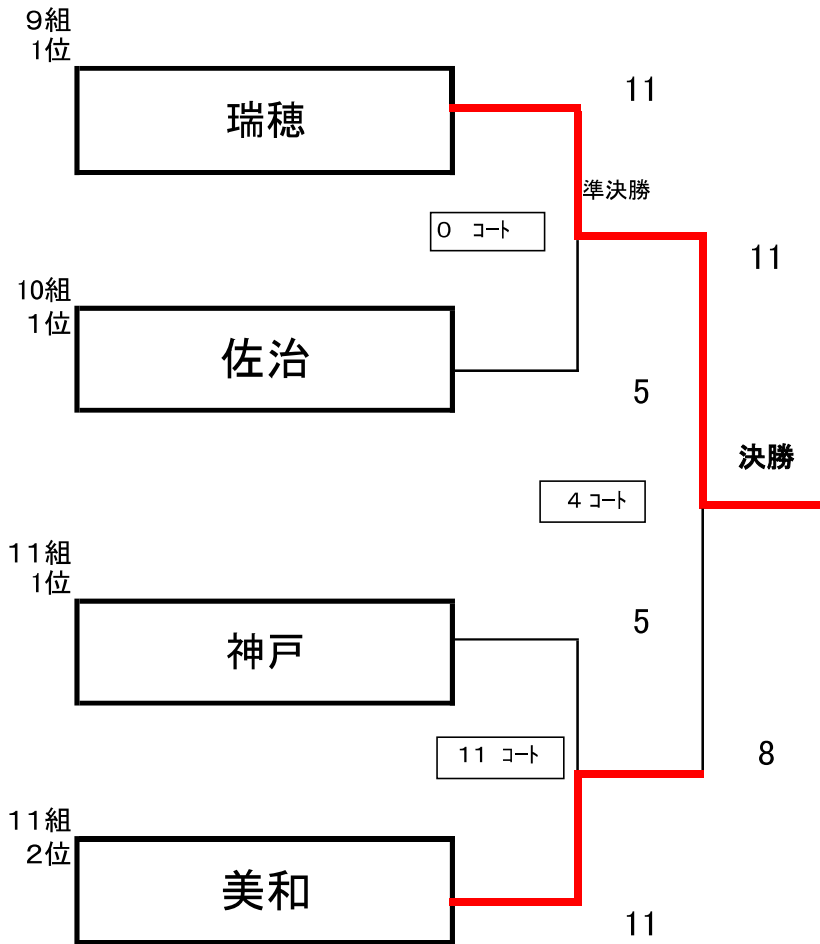 ９組
1位
瑞穂
11
準決勝
０　コート
11
10組
１位
佐治
5
決勝
４ コート
１１組
1位
神戸
5
１１　コート
8
１１組
２位
美和
11